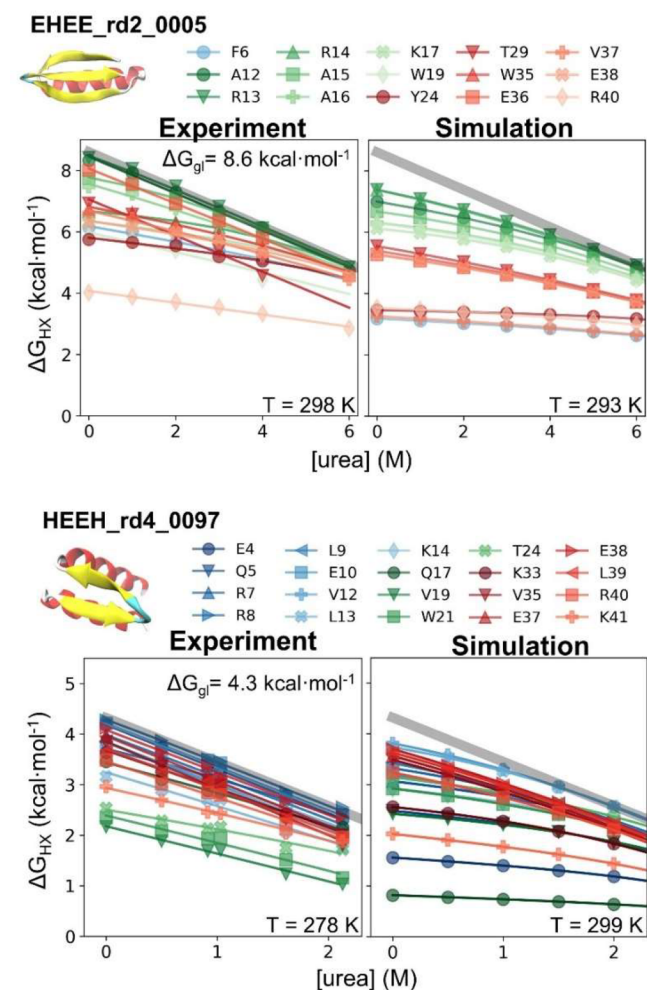 EHEE_rd2_0005
F6 R14 K17 T29 V37
A12 A15 W19 W35 E38
R13 A16 Y24 E36 R40
Experiment Simulation
ΔG_gl= 8.6 kcal·mol⁻¹
8
6
4
2
0
ΔG_HX (kcal·mol⁻¹)
T = 298 K T = 293 K
0 2 4 6 0 2 4 6
[urea] (M)
HEEH_rd4_0097
E4 L9 K14 T24 E38
Q5 E10 Q17 K33 L39
R7 V12 V19 V35 R40
R8 L13 W21 E37 K41
Experiment Simulation
ΔG_gl= 4.3 kcal·mol⁻¹
5
4
3
2
1
0
ΔG_HX (kcal·mol⁻¹)
T = 278 K T = 299 K
0 1 2 0 1 2
[urea] (M)